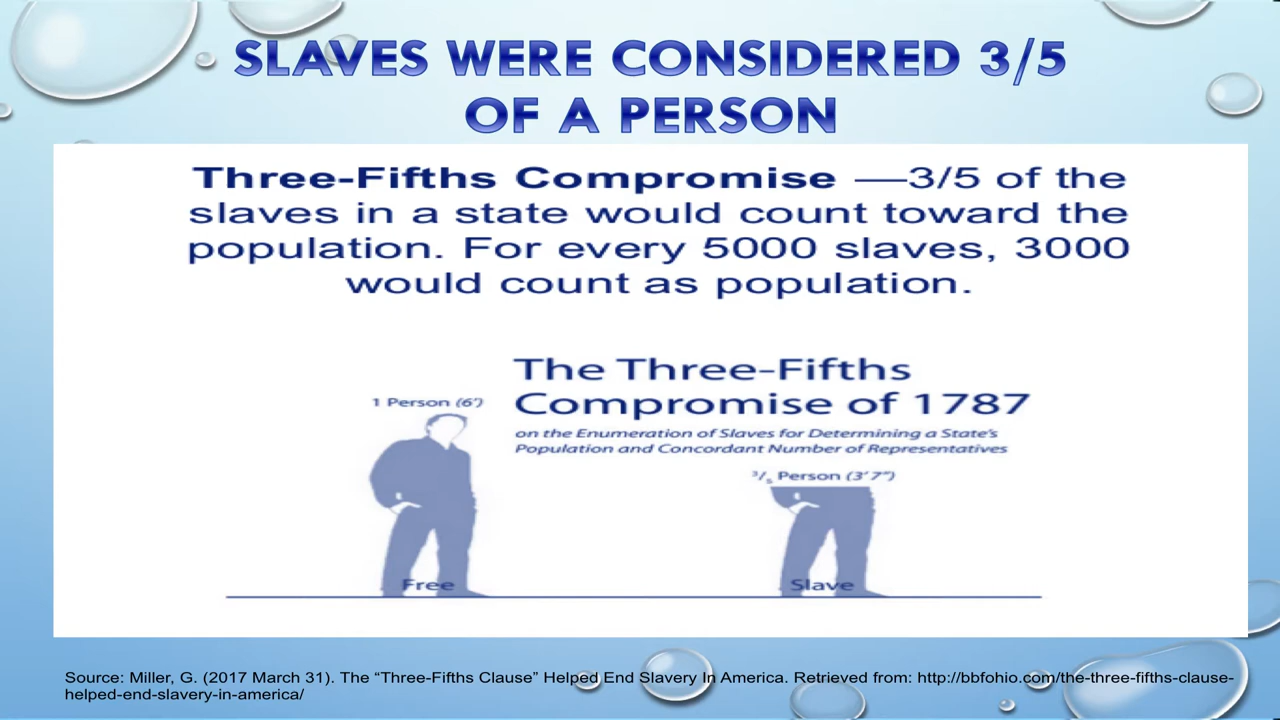 SLAVES WERE CONSIDERED 3/5
OF A PERSON
Three-Fifths Compromise —3/5 of the
slaves in a state would count toward the
population. For every 5000 slaves, 3000
would count as population.
The Three-Fifths
Compromise of 1787
1 Person (6')
on the Enumeration of Slaves for Determining a State's
Population and Concordant Number of Representatives
3/5 Person (3' 7")
Free
Slave
Source: Miller, G. (2017 March 31). The “Three-Fifths Clause” Helped End Slavery In America. Retrieved from: http://bbfohio.com/the-three-fifths-clause-
helped-end-slavery-in-america/